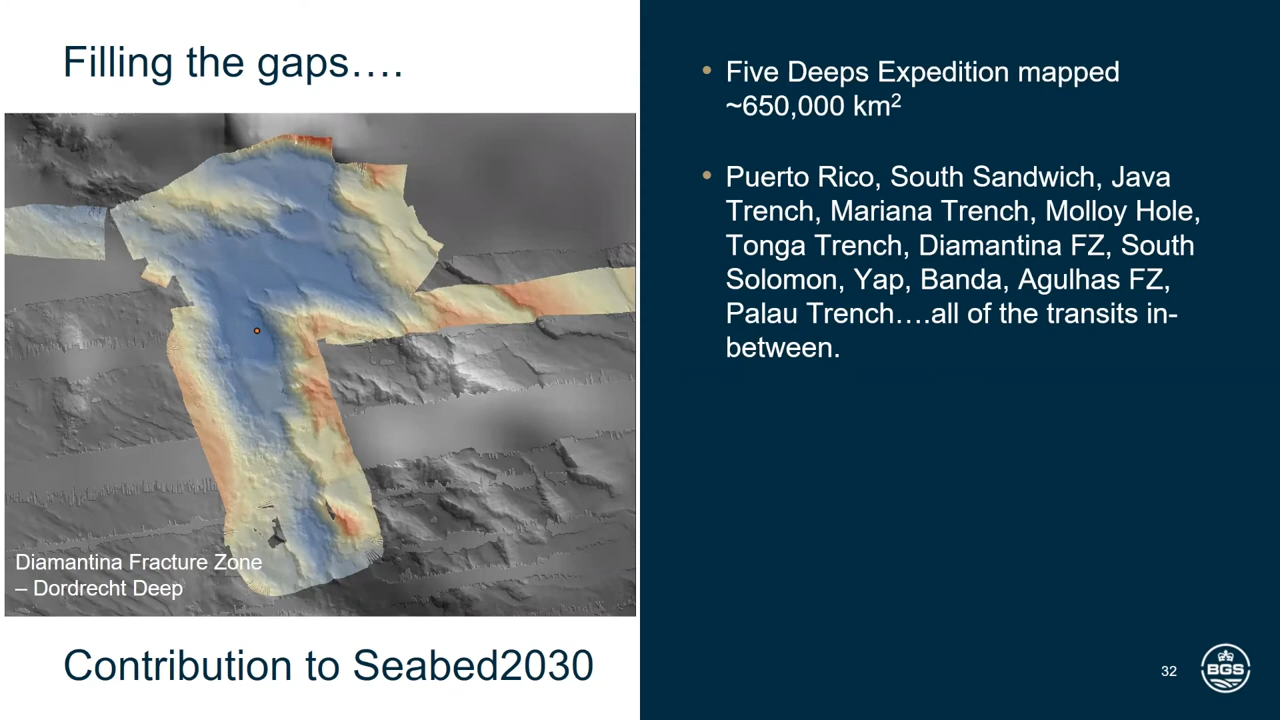 Filling the gaps….
Diamantina Fracture Zone
– Dordrecht Deep
Contribution to Seabed2030
• Five Deeps Expedition mapped
~650,000 km²
• Puerto Rico, South Sandwich, Java
Trench, Mariana Trench, Molloy Hole,
Tonga Trench, Diamantina FZ, South
Solomon, Yap, Banda, Agulhas FZ,
Palau Trench….all of the transits in-
between.
32
BGS